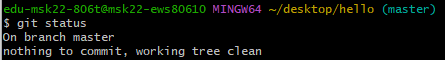 edu-msk22-806t@msk22-ews80610 MINGW64 ~/desktop/hello (master)
$ git status
On branch master
nothing to commit, working tree clean